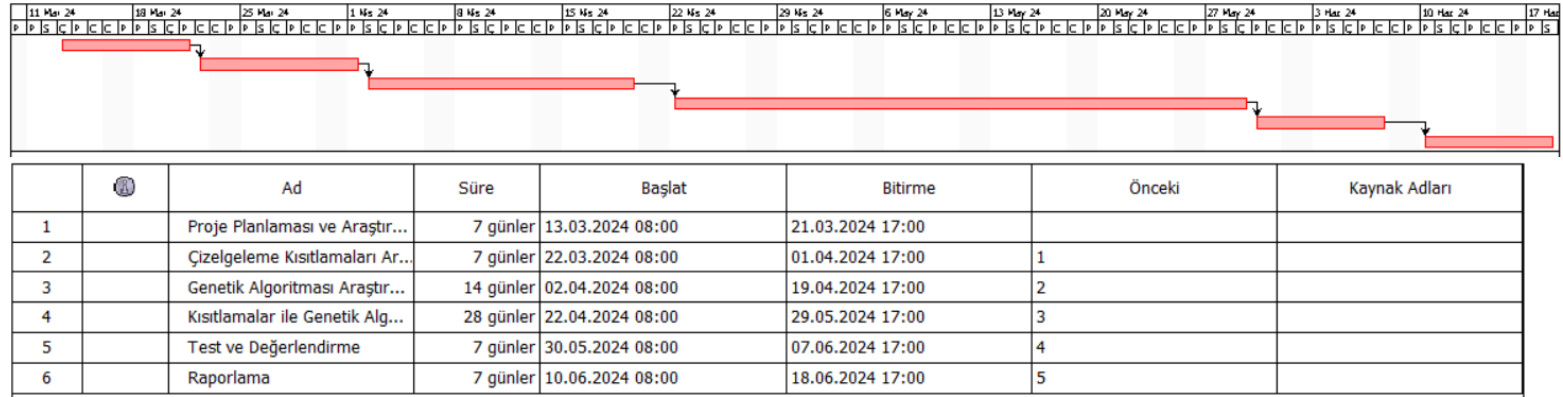 11 Mar 24 18 Mar 24 25 Mar 24 1 Nis 24 8 Nis 24 15 Nis 24 22 Nis 24 29 Nis 24 6 May 24 13 May 24 20 May 24 27 May 24 3 Haz 24 10 Haz 24 17 Haz
P P S Ç P C C P P S Ç P C C P P S Ç P C C P P S Ç P C C P P S Ç P C C P P S Ç P C C P P S Ç P C C P P S Ç P C C P P S Ç P C C P P S Ç P C C P P S Ç P C C P P S Ç P C C P P S Ç P C C P P S Ç P C C P P S
Ad Süre Başlat Bitirme Önceki Kaynak Adları
1 Proje Planlaması ve Araştır... 7 günler 13.03.2024 08:00 21.03.2024 17:00
2 Çizelgeleme Kısıtlamaları Ar... 7 günler 22.03.2024 08:00 01.04.2024 17:00 1
3 Genetik Algoritması Araştır... 14 günler 02.04.2024 08:00 19.04.2024 17:00 2
4 Kısıtlamalar ile Genetik Alg... 28 günler 22.04.2024 08:00 29.05.2024 17:00 3
5 Test ve Değerlendirme 7 günler 30.05.2024 08:00 07.06.2024 17:00 4
6 Raporlama 7 günler 10.06.2024 08:00 18.06.2024 17:00 5